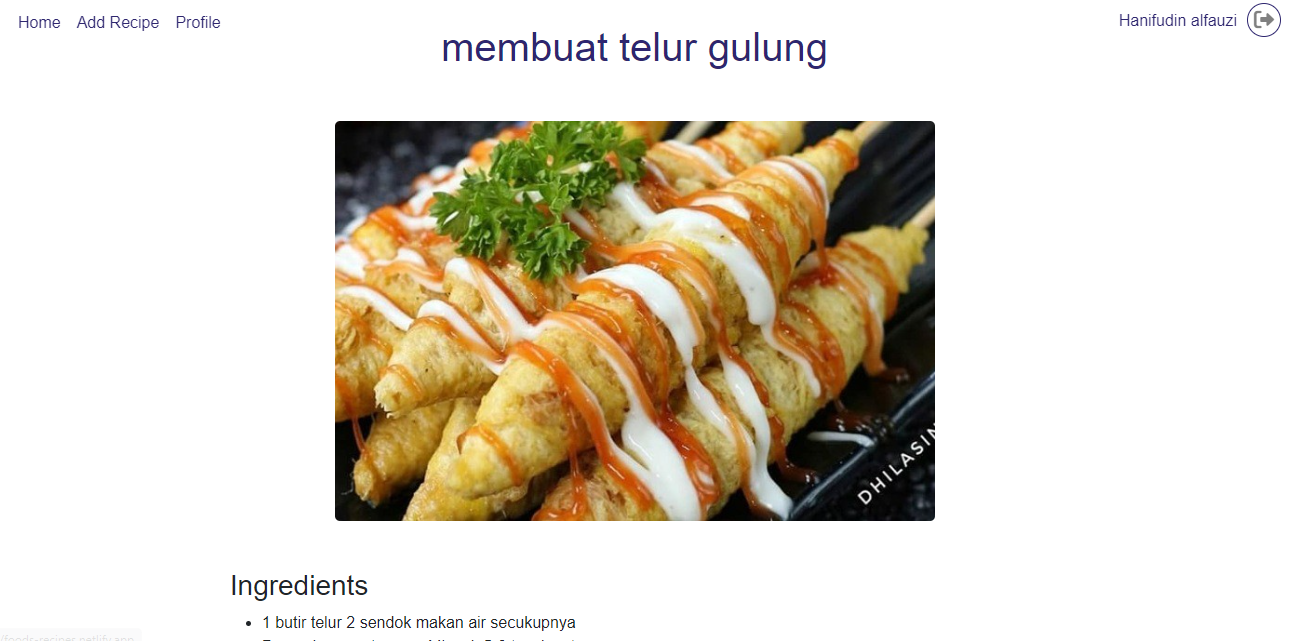 Home Add Recipe Profile
Hanifudin alfauzi
membuat telur gulung
DHILASIN
Ingredients
1 butir telur 2 sendok makan air secukupnya